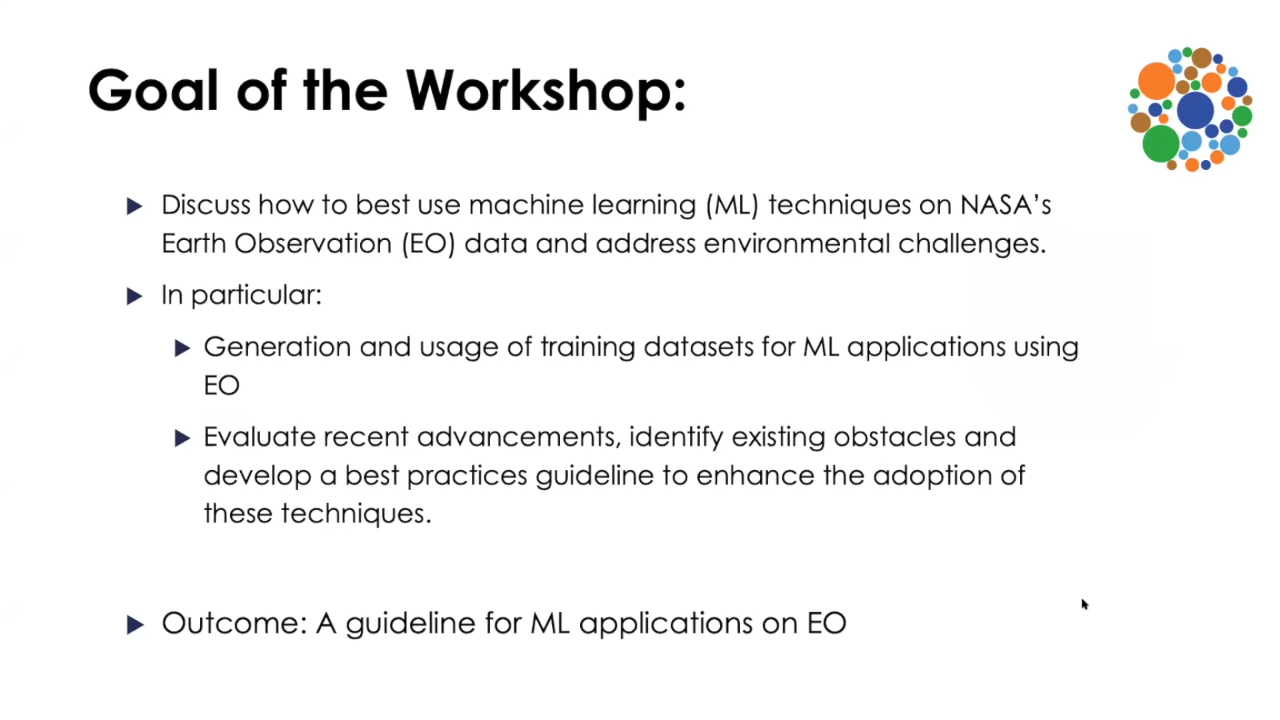 Goal of the Workshop:
Discuss how to best use machine learning (ML) techniques on NASA’s
Earth Observation (EO) data and address environmental challenges.
In particular:
Generation and usage of training datasets for ML applications using
EO
Evaluate recent advancements, identify existing obstacles and
develop a best practices guideline to enhance the adoption of
these techniques.
Outcome: A guideline for ML applications on EO